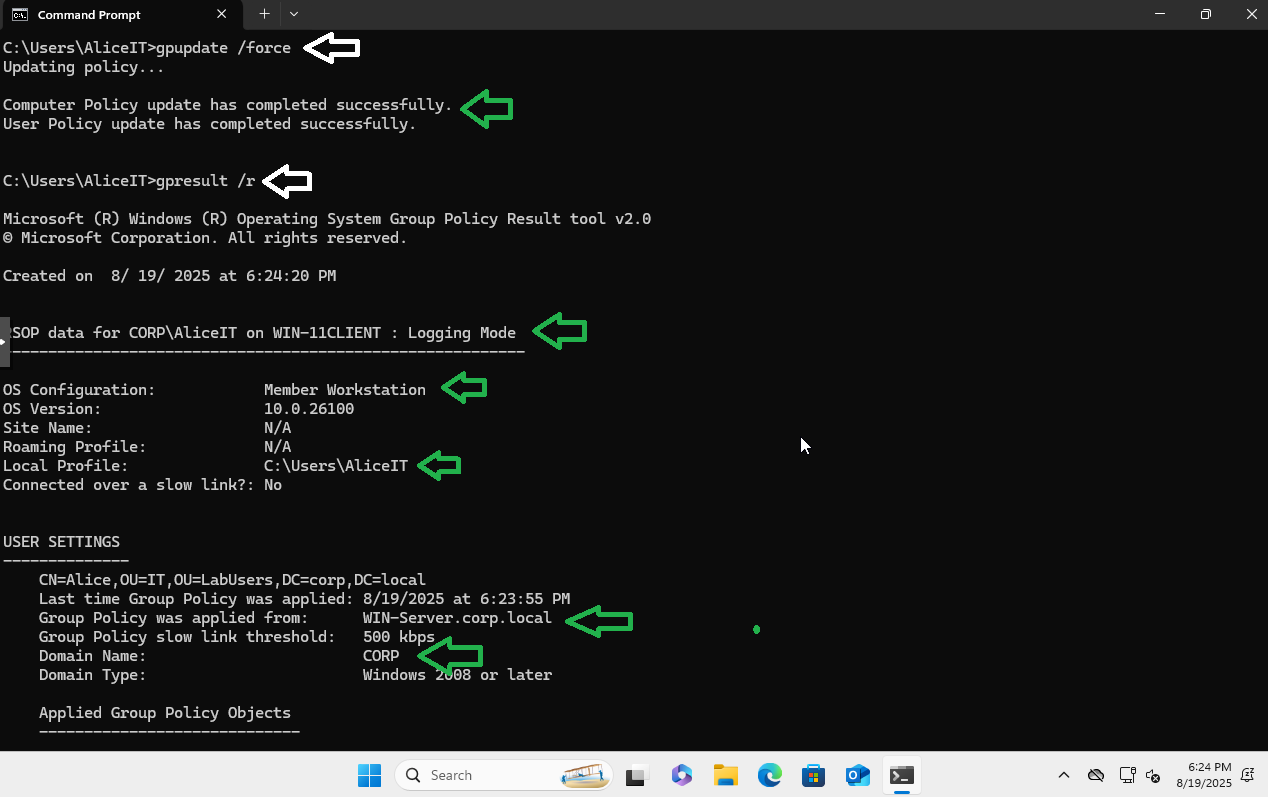 Command Prompt
C:\Users\AliceIT>gpupdate /force
Updating policy...
Computer Policy update has completed successfully.
User Policy update has completed successfully.
C:\Users\AliceIT>gpresult /r
Microsoft (R) Windows (R) Operating System Group Policy Result tool v2.0
© Microsoft Corporation. All rights reserved.
Created on  8/ 19/ 2025 at 6:24:20 PM
RSOP data for CORP\AliceIT on WIN-11CLIENT : Logging Mode
----------------------------------------------------------
OS Configuration:            Member Workstation
OS Version:                  10.0.26100
Site Name:                   N/A
Roaming Profile:             N/A
Local Profile:               C:\Users\AliceIT
Connected over a slow link?: No
USER SETTINGS
--------------
CN=Alice,OU=IT,OU=LabUsers,DC=corp,DC=local
Last time Group Policy was applied: 8/19/2025 at 6:23:55 PM
Group Policy was applied from:      WIN-Server.corp.local
Group Policy slow link threshold:   500 kbps
Domain Name:                        CORP
Domain Type:                        Windows 2008 or later
Applied Group Policy Objects
-----------------------------
Search
6:24 PM
8/19/2025